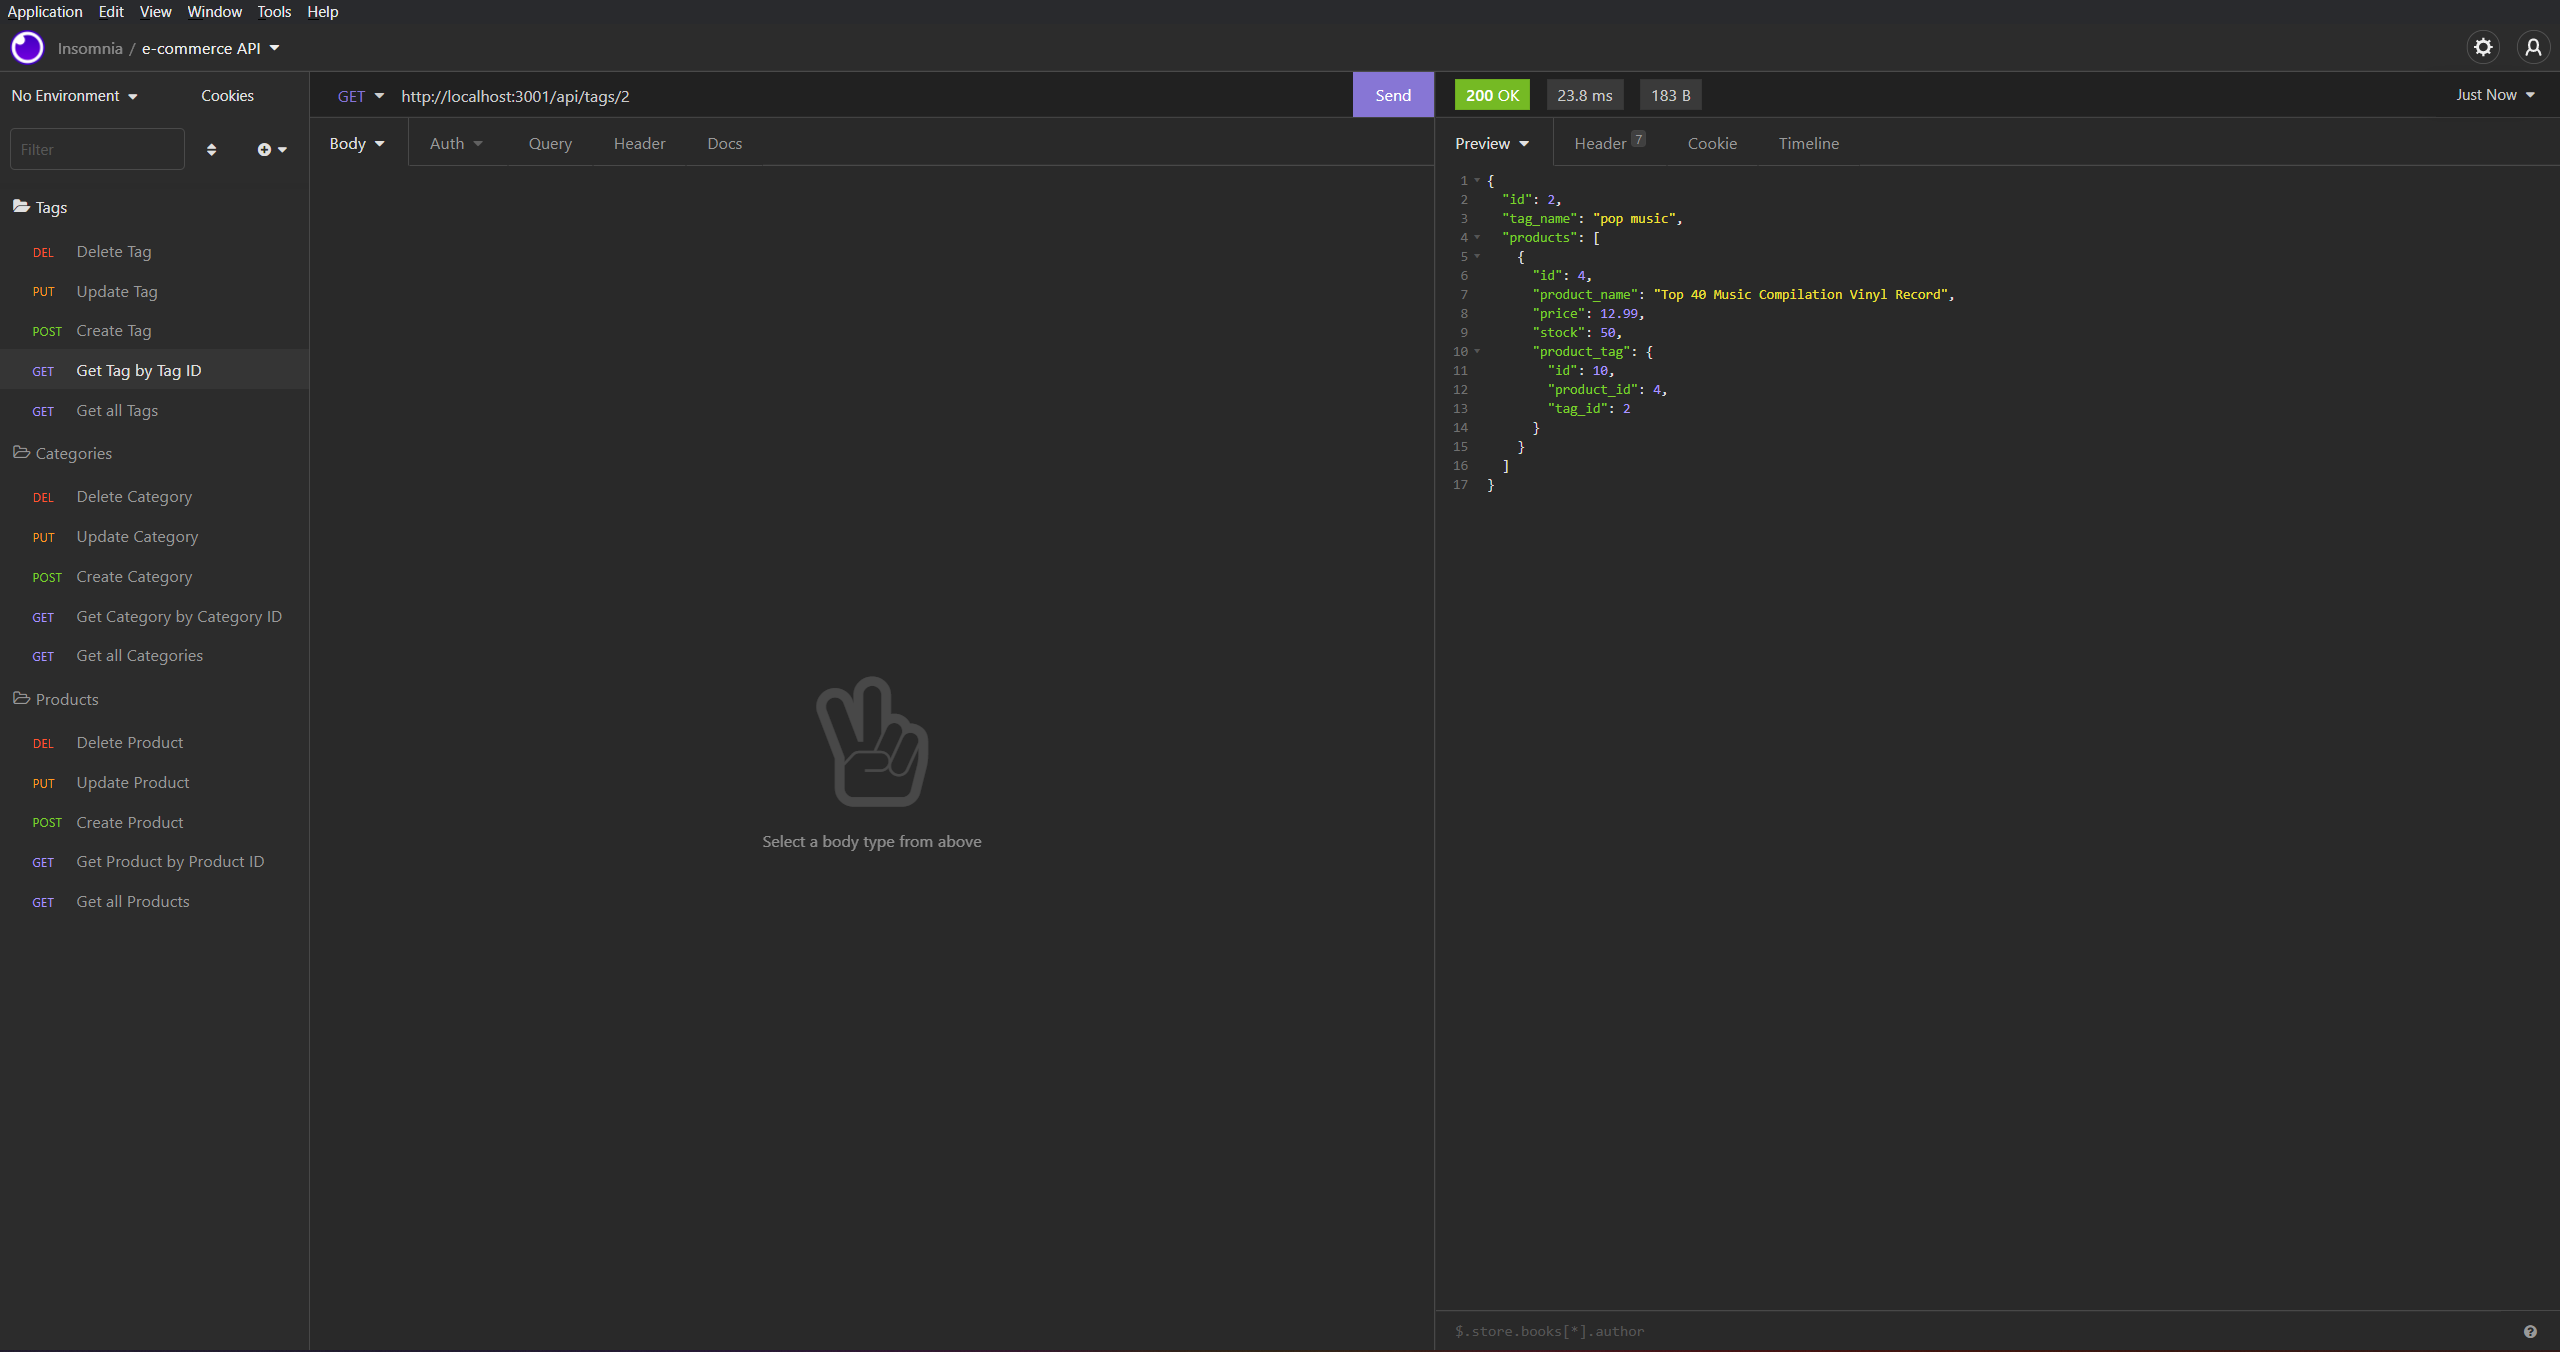 Application Edit View Window Tools Help
Insomnia / e-commerce API
No Environment Cookies
Filter
Tags
DEL Delete Tag
PUT Update Tag
POST Create Tag
GET Get Tag by Tag ID
GET Get all Tags
Categories
DEL Delete Category
PUT Update Category
POST Create Category
GET Get Category by Category ID
GET Get all Categories
Products
DEL Delete Product
PUT Update Product
POST Create Product
GET Get Product by Product ID
GET Get all Products
GET http://localhost:3001/api/tags/2 Send
Body Auth Query Header Docs
Select a body type from above
200 OK 23.8 ms 183 B Just Now
Preview Header 7 Cookie Timeline
1 {
2 "id": 2,
3 "tag_name": "pop music",
4 "products": [
5 {
6 "id": 4,
7 "product_name": "Top 40 Music Compilation Vinyl Record",
8 "price": 12.99,
9 "stock": 50,
10 "product_tag": {
11 "id": 10,
12 "product_id": 4,
13 "tag_id": 2
14 }
15 }
16 ]
17 }
$.store.books[*].author